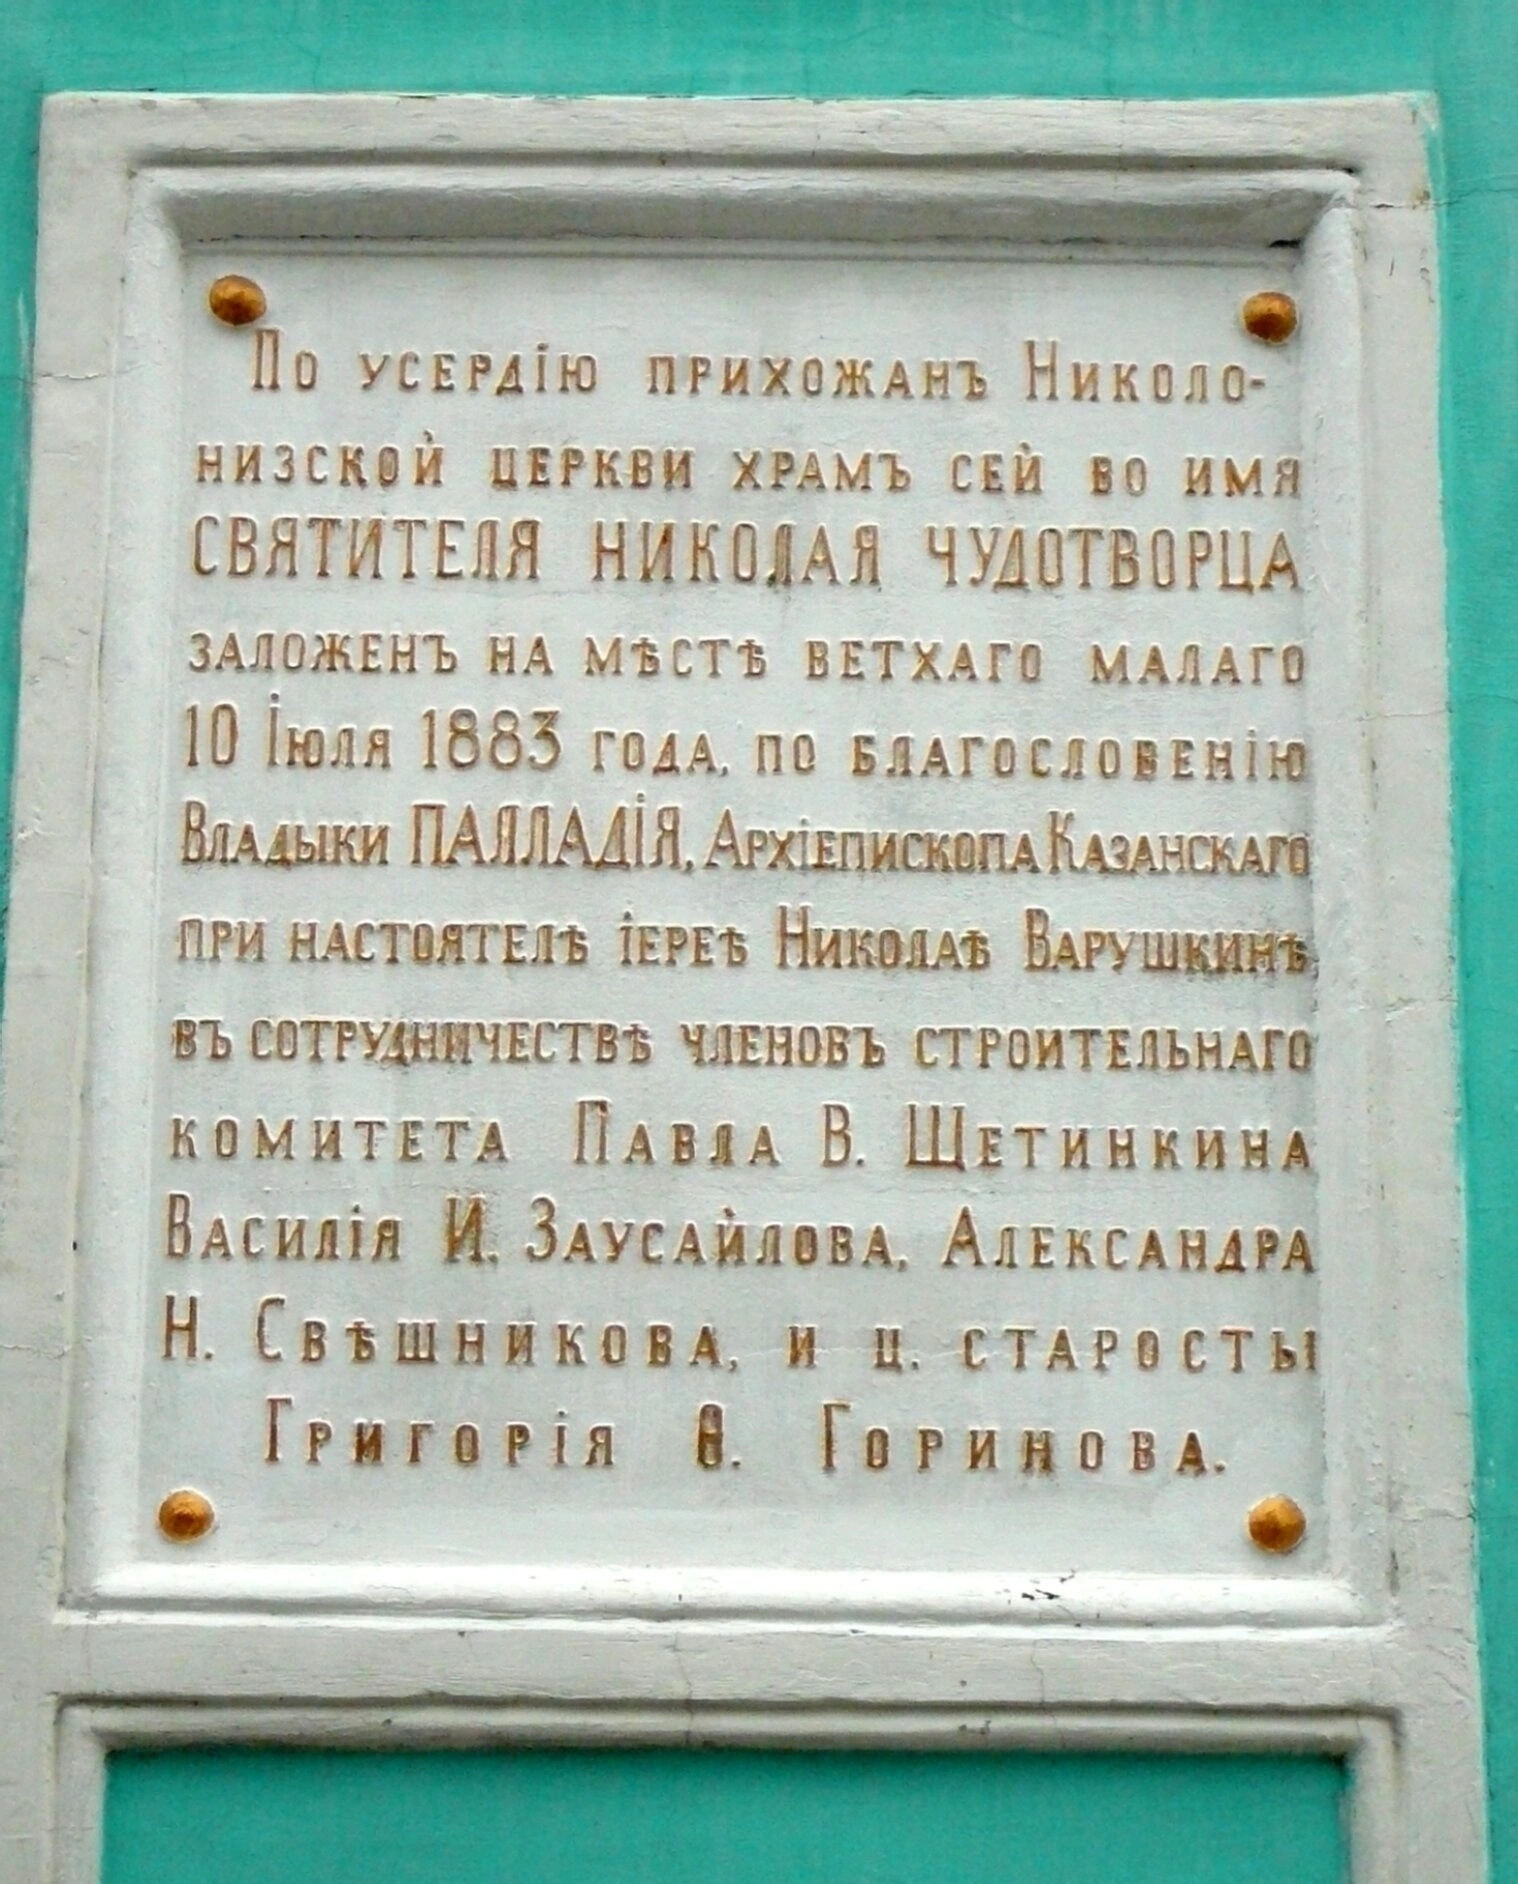 По усердію прихожанъ Николо-
низской церкви храмъ сей во имя
СВЯТИТЕЛЯ НИКОЛАЯ ЧУДОТВОРЦА
заложенъ на мѣстѣ ветхаго малаго
10 Іюля 1883 года, по благословенію
Владыки ПАЛЛАДІЯ, Архіепископа Казанскаго
при настоятелѣ іереѣ Николаѣ Варушкинѣ,
въ сотрудничествѣ членовъ строительнаго
комитета Павла В. Щетинкина
Василія И. Заусайлова, Александра
Н. Свѣшникова, и ц. старосты
Григорія Ѳ. Горинова.